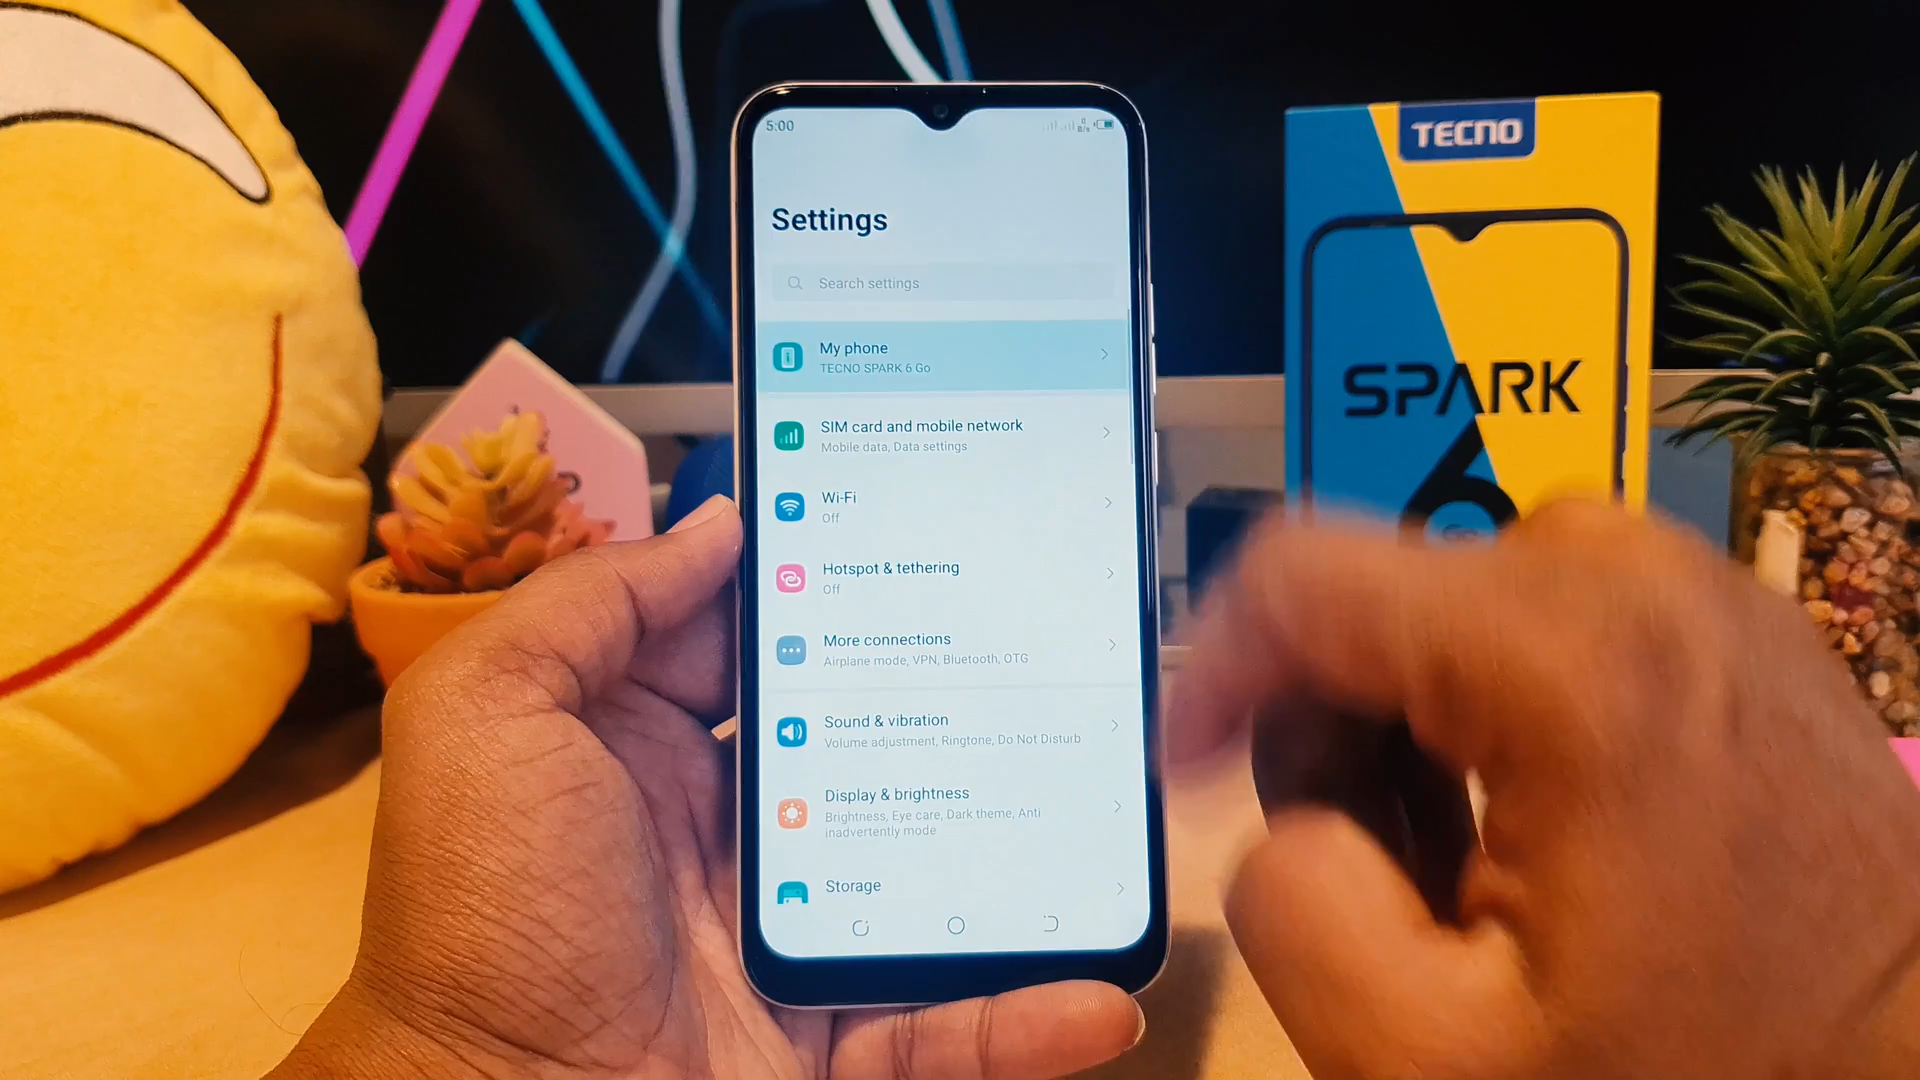 5:00
Settings
Search settings
My phone
TECNO SPARK 6 Go
SIM card and mobile network
Mobile data, Data settings
Wi-Fi
Off
Hotspot & tethering
Off
More connections
Airplane mode, VPN, Bluetooth, OTG
Sound & vibration
Volume adjustment, Ringtone, Do Not Disturb
Display & brightness
Brightness, Eye care, Dark theme, Anti
inadvertently mode
Storage
TECNO
SPARK
6